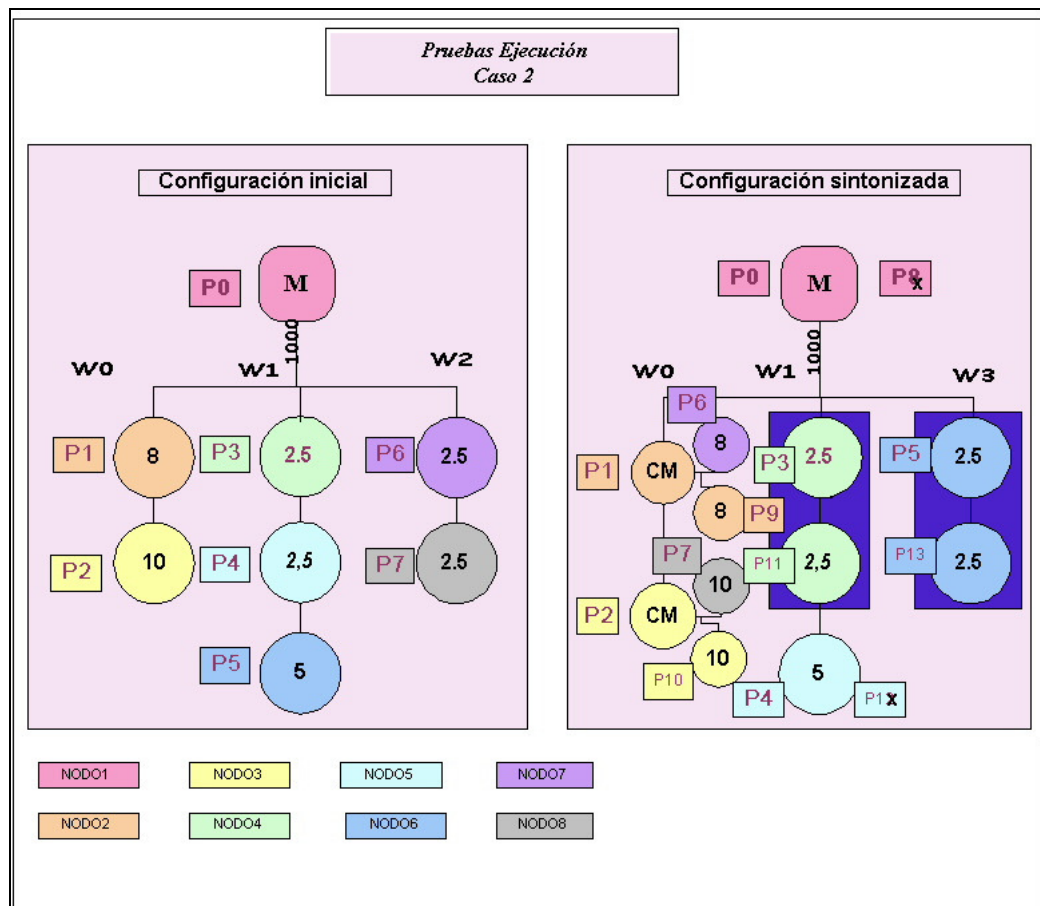 Pruebas Ejecución
Caso 2
Configuración inicial
P0
M
1000
W0
W1
W2
P1
8
P3
2.5
P6
2.5
P2
10
P4
2,5
P7
2.5
P5
5
Configuración sintonizada
P0
M
P8x
1000
W0
W1
W3
P6
8
P1
CM
P3
2.5
P5
2.5
8
P9
P7
10
P11
2,5
P13
2.5
P2
CM
10
P10
P4
5
P1x
NODO1
NODO3
NODO5
NODO7
NODO2
NODO4
NODO6
NODO8